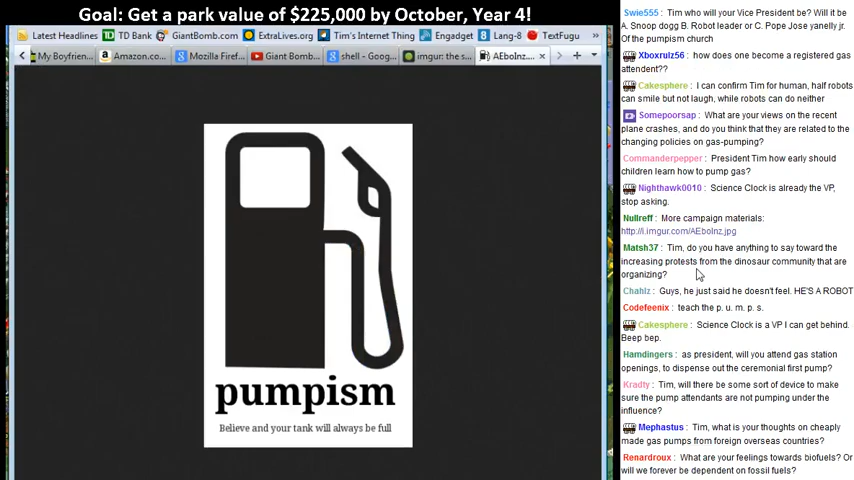 Goal: Get a park value of $225,000 by October, Year 4!
Latest Headlines TD Bank GiantBomb.com ExtraLives.org Tim's Internet Thing Engadget Lang-8 TextFugu
My Boyfrien... Amazon.co... Mozilla Firef... Giant Bomb... shell - Goog... imgur: the s... AEboInz....
pumpism
Believe and your tank will always be full
Swie555 : Tim who will your Vice President be? Will it be
A. Snoop dogg B. Robot leader or C. Pope Jose yanelly jr.
Of the pumpism church
Xboxrulz56 : how does one become a registered gas
attendent??
Cakesphere : I can confirm Tim for human, half robots
can smile but not laugh, while robots can do neither
Somepoorsap : What are your views on the recent
plane crashes, and do you think that they are related to the
changing policies on gas-pumping?
Commanderpepper : President Tim how early should
children learn how to pump gas?
Nighthawk0010 : Science Clock is already the VP,
stop asking.
Nullreff : More campaign materials:
http://i.imgur.com/AEboInz.jpg
Matsh37 : Tim, do you have anything to say toward the
increasing protests from the dinosaur community that are
organizing?
Chahlz : Guys, he just said he doesn't feel. HE'S A ROBOT
Codefeenix : teach the p. u. m. p. s.
Cakesphere : Science Clock is a VP I can get behind.
Beep bep.
Hamdingers : as president, will you attend gas station
openings, to dispense out the ceremonial first pump?
Kradty : Tim, will there be some sort of device to make
sure the pump attendants are not pumping under the
influence?
Mephastus : Tim, what is your thoughts on cheaply
made gas pumps from foreign overseas countries?
Renardroux : What are your feelings towards biofuels? Or
will we forever be dependent on fossil fuels?